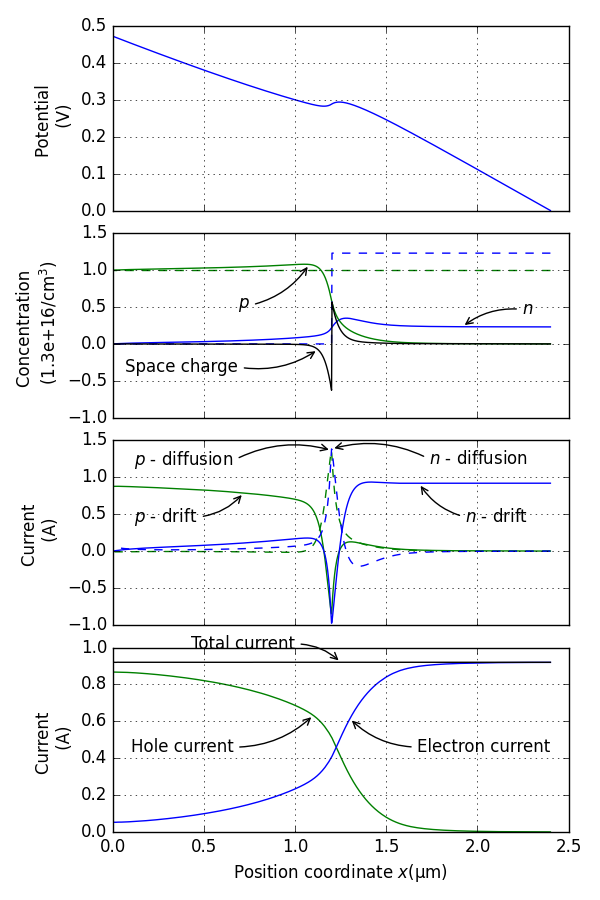 0.5
0.4
0.3
0.2
0.1
0.0
Potential
(V)
1.5
1.0
0.5
0.0
−0.5
−1.0
Concentration
(1.3e+16/cm³)
p
n
Space charge
1.5
1.0
0.5
0.0
−0.5
−1.0
Current
(A)
p - diffusion
n - diffusion
p - drift
n - drift
1.0
0.8
0.6
0.4
0.2
0.0
Current
(A)
Total current
Hole current
Electron current
0.0 0.5 1.0 1.5 2.0 2.5
Position coordinate x(μm)